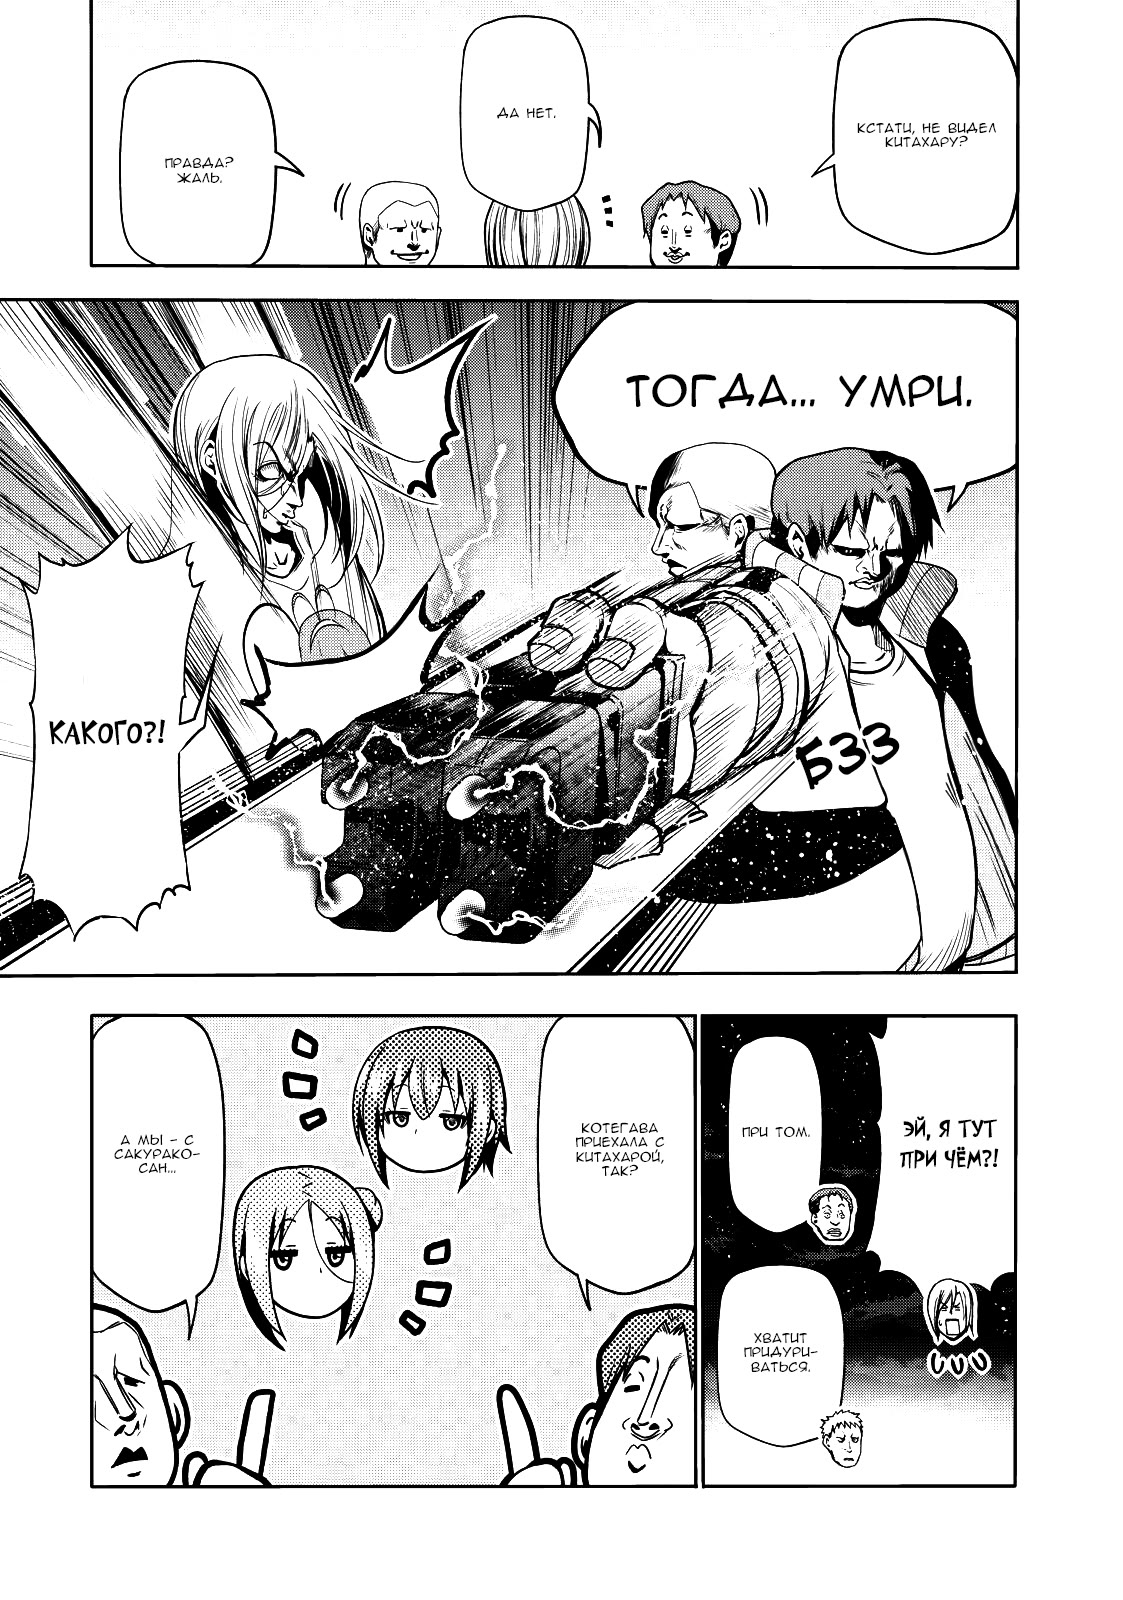 КСТАТИ, НЕ ВИДЕЛ
КИТАХАРУ?
ДА НЕТ.
ПРАВДА?
ЖАЛЬ.
ТОГДА... УМРИ.
БЗЗ
КАКОГО?!
ЭЙ, Я ТУТ
ПРИ ЧЁМ?!
ПРИ ТОМ.
ХВАТИТ
ПРИДУРИ-
ВАТЬСЯ.
КОТЕГАВА
ПРИЕХАЛА С
КИТАХАРОЙ,
ТАК?
А МЫ - С
САКУРАКО-
САН...